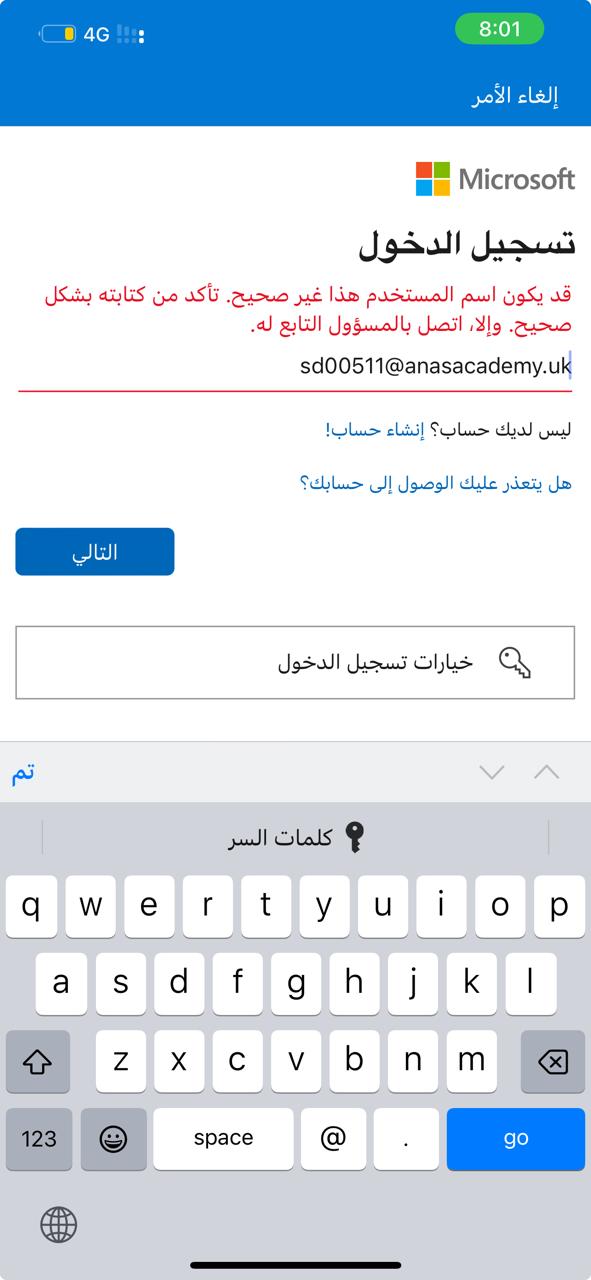 4G
8:01
إلغاء الأمر
Microsoft
تسجيل الدخول
قد يكون اسم المستخدم هذا غير صحيح. تأكد من كتابته بشكل
صحيح. وإلا، اتصل بالمسؤول التابع له.
sd00511@anasacademy.uk
ليس لديك حساب؟ إنشاء حساب!
هل يتعذر عليك الوصول إلى حسابك؟
التالي
خيارات تسجيل الدخول
تم
كلمات السر
q w e r t y u i o p
a s d f g h j k l
z x c v b n m
123 space @ . go